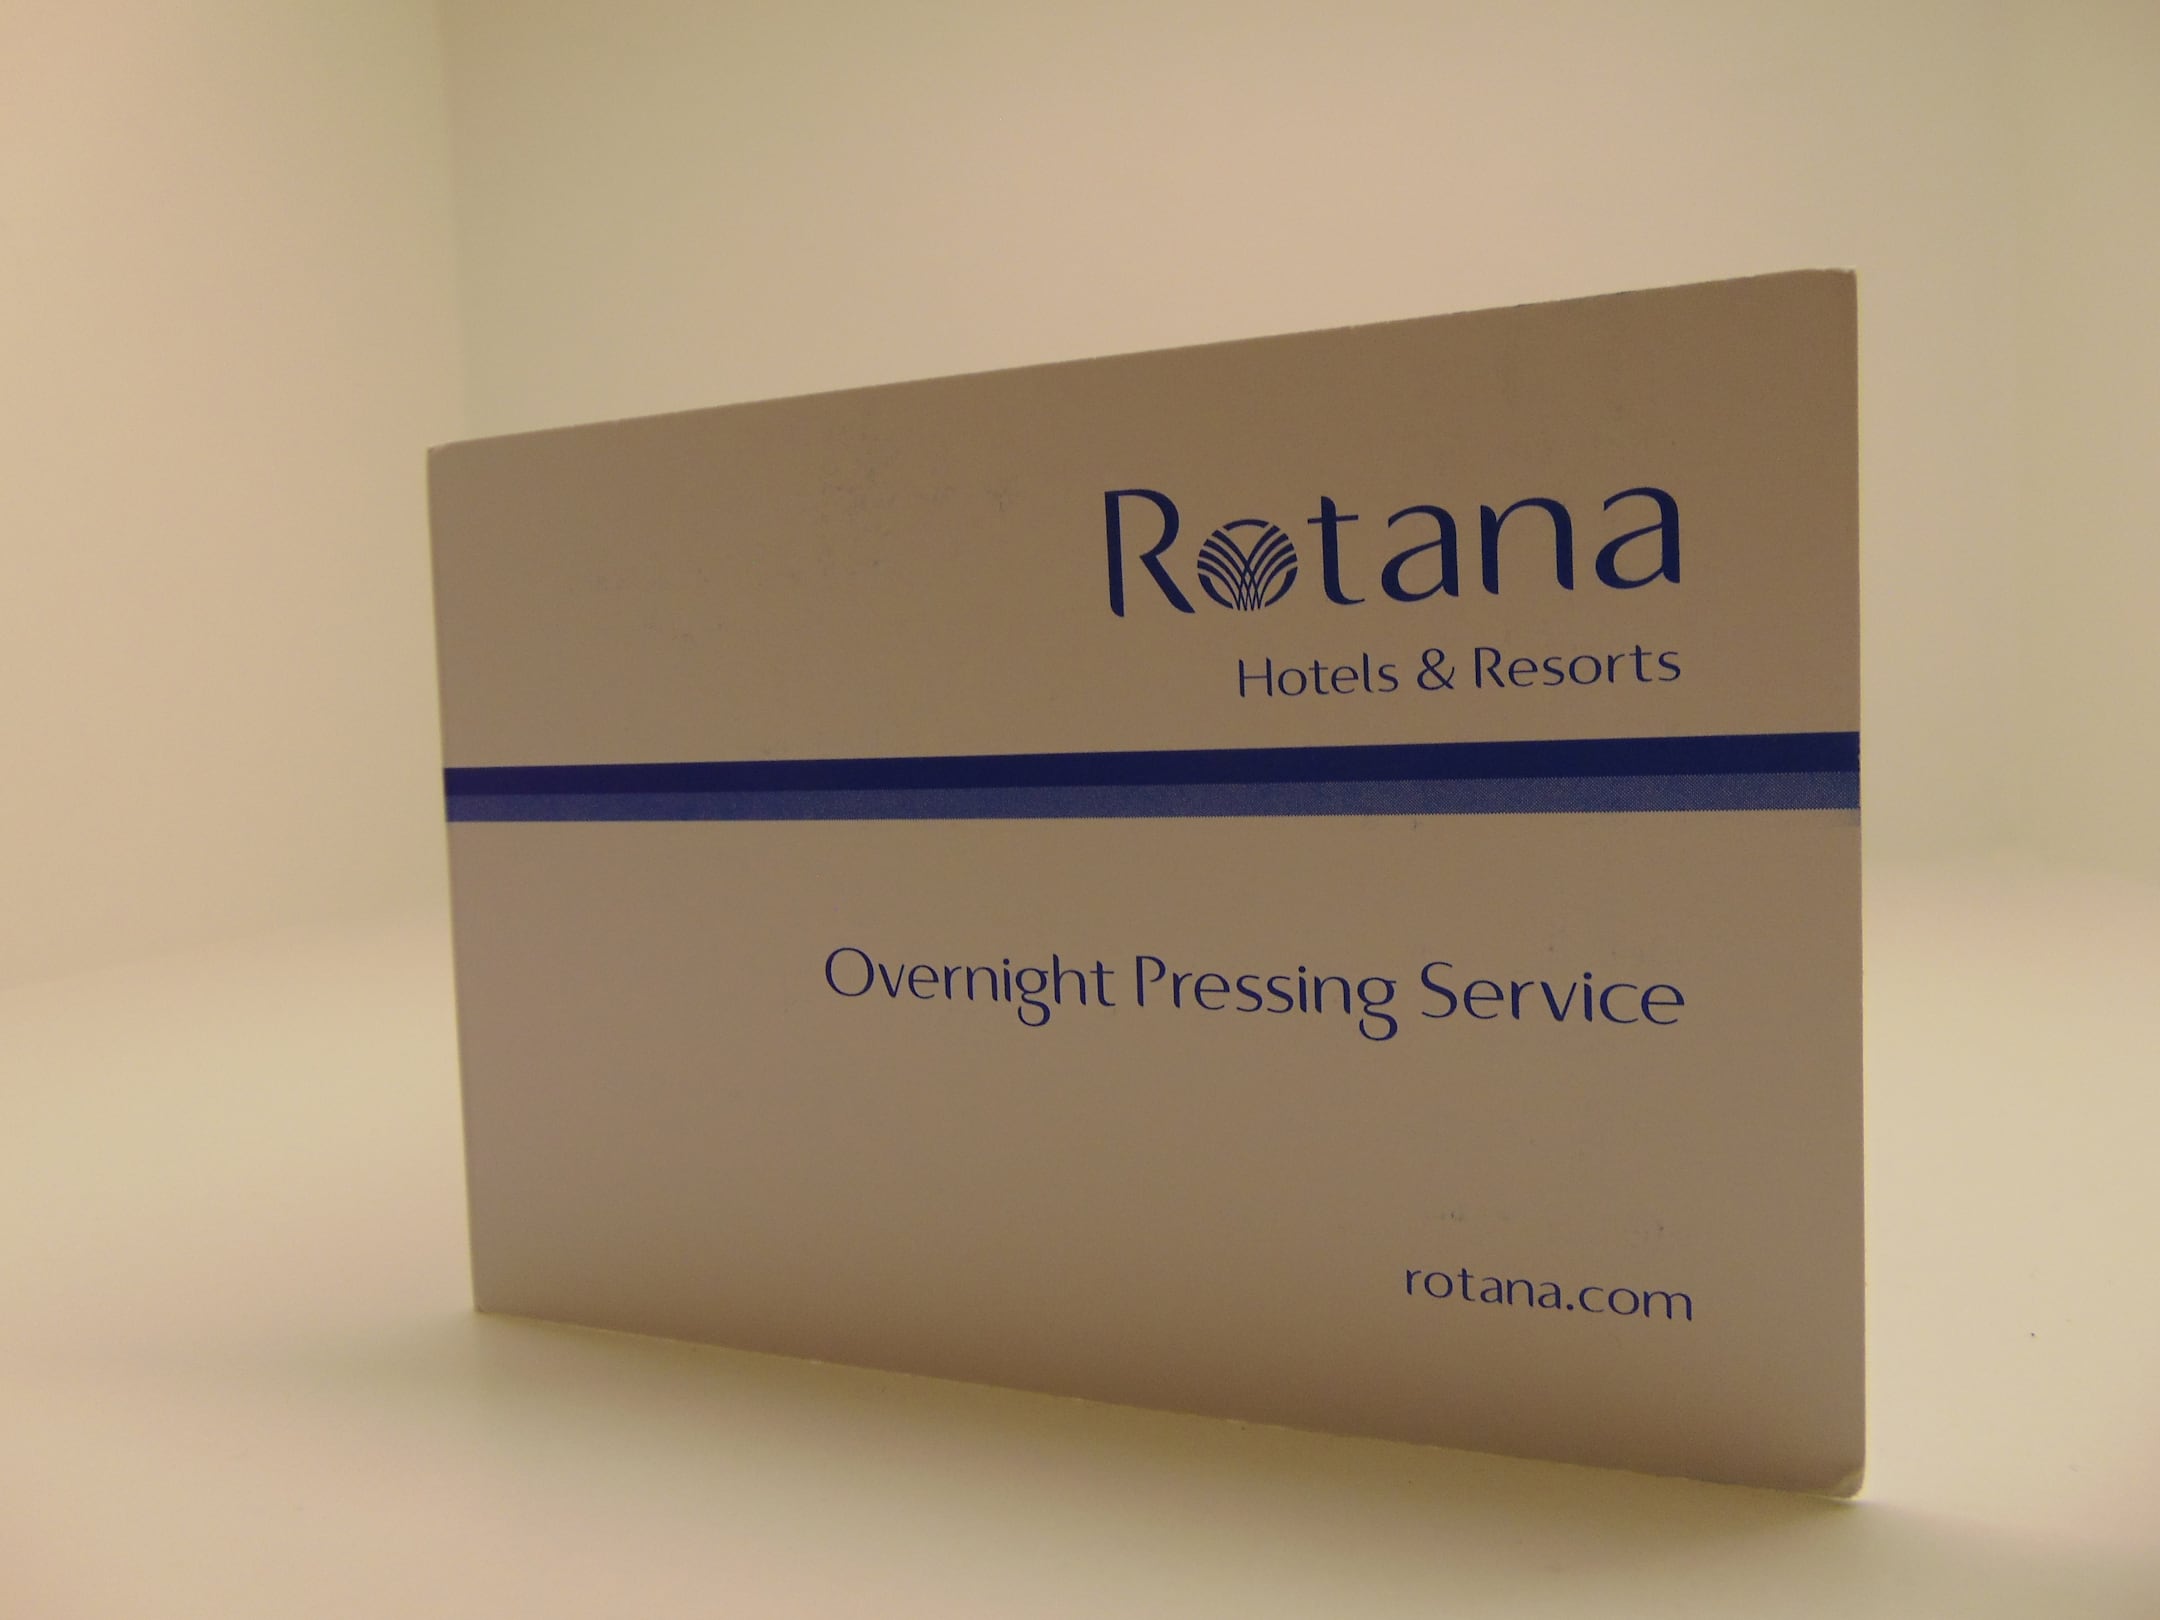 Rotana
Hotels & Resorts
Overnight Pressing Service
rotana.com